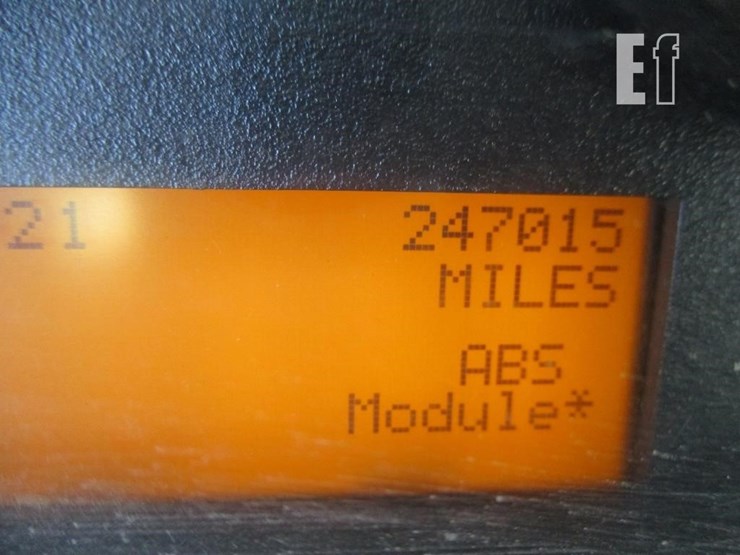 Ef
21 247015
MILES
ABS
Module*